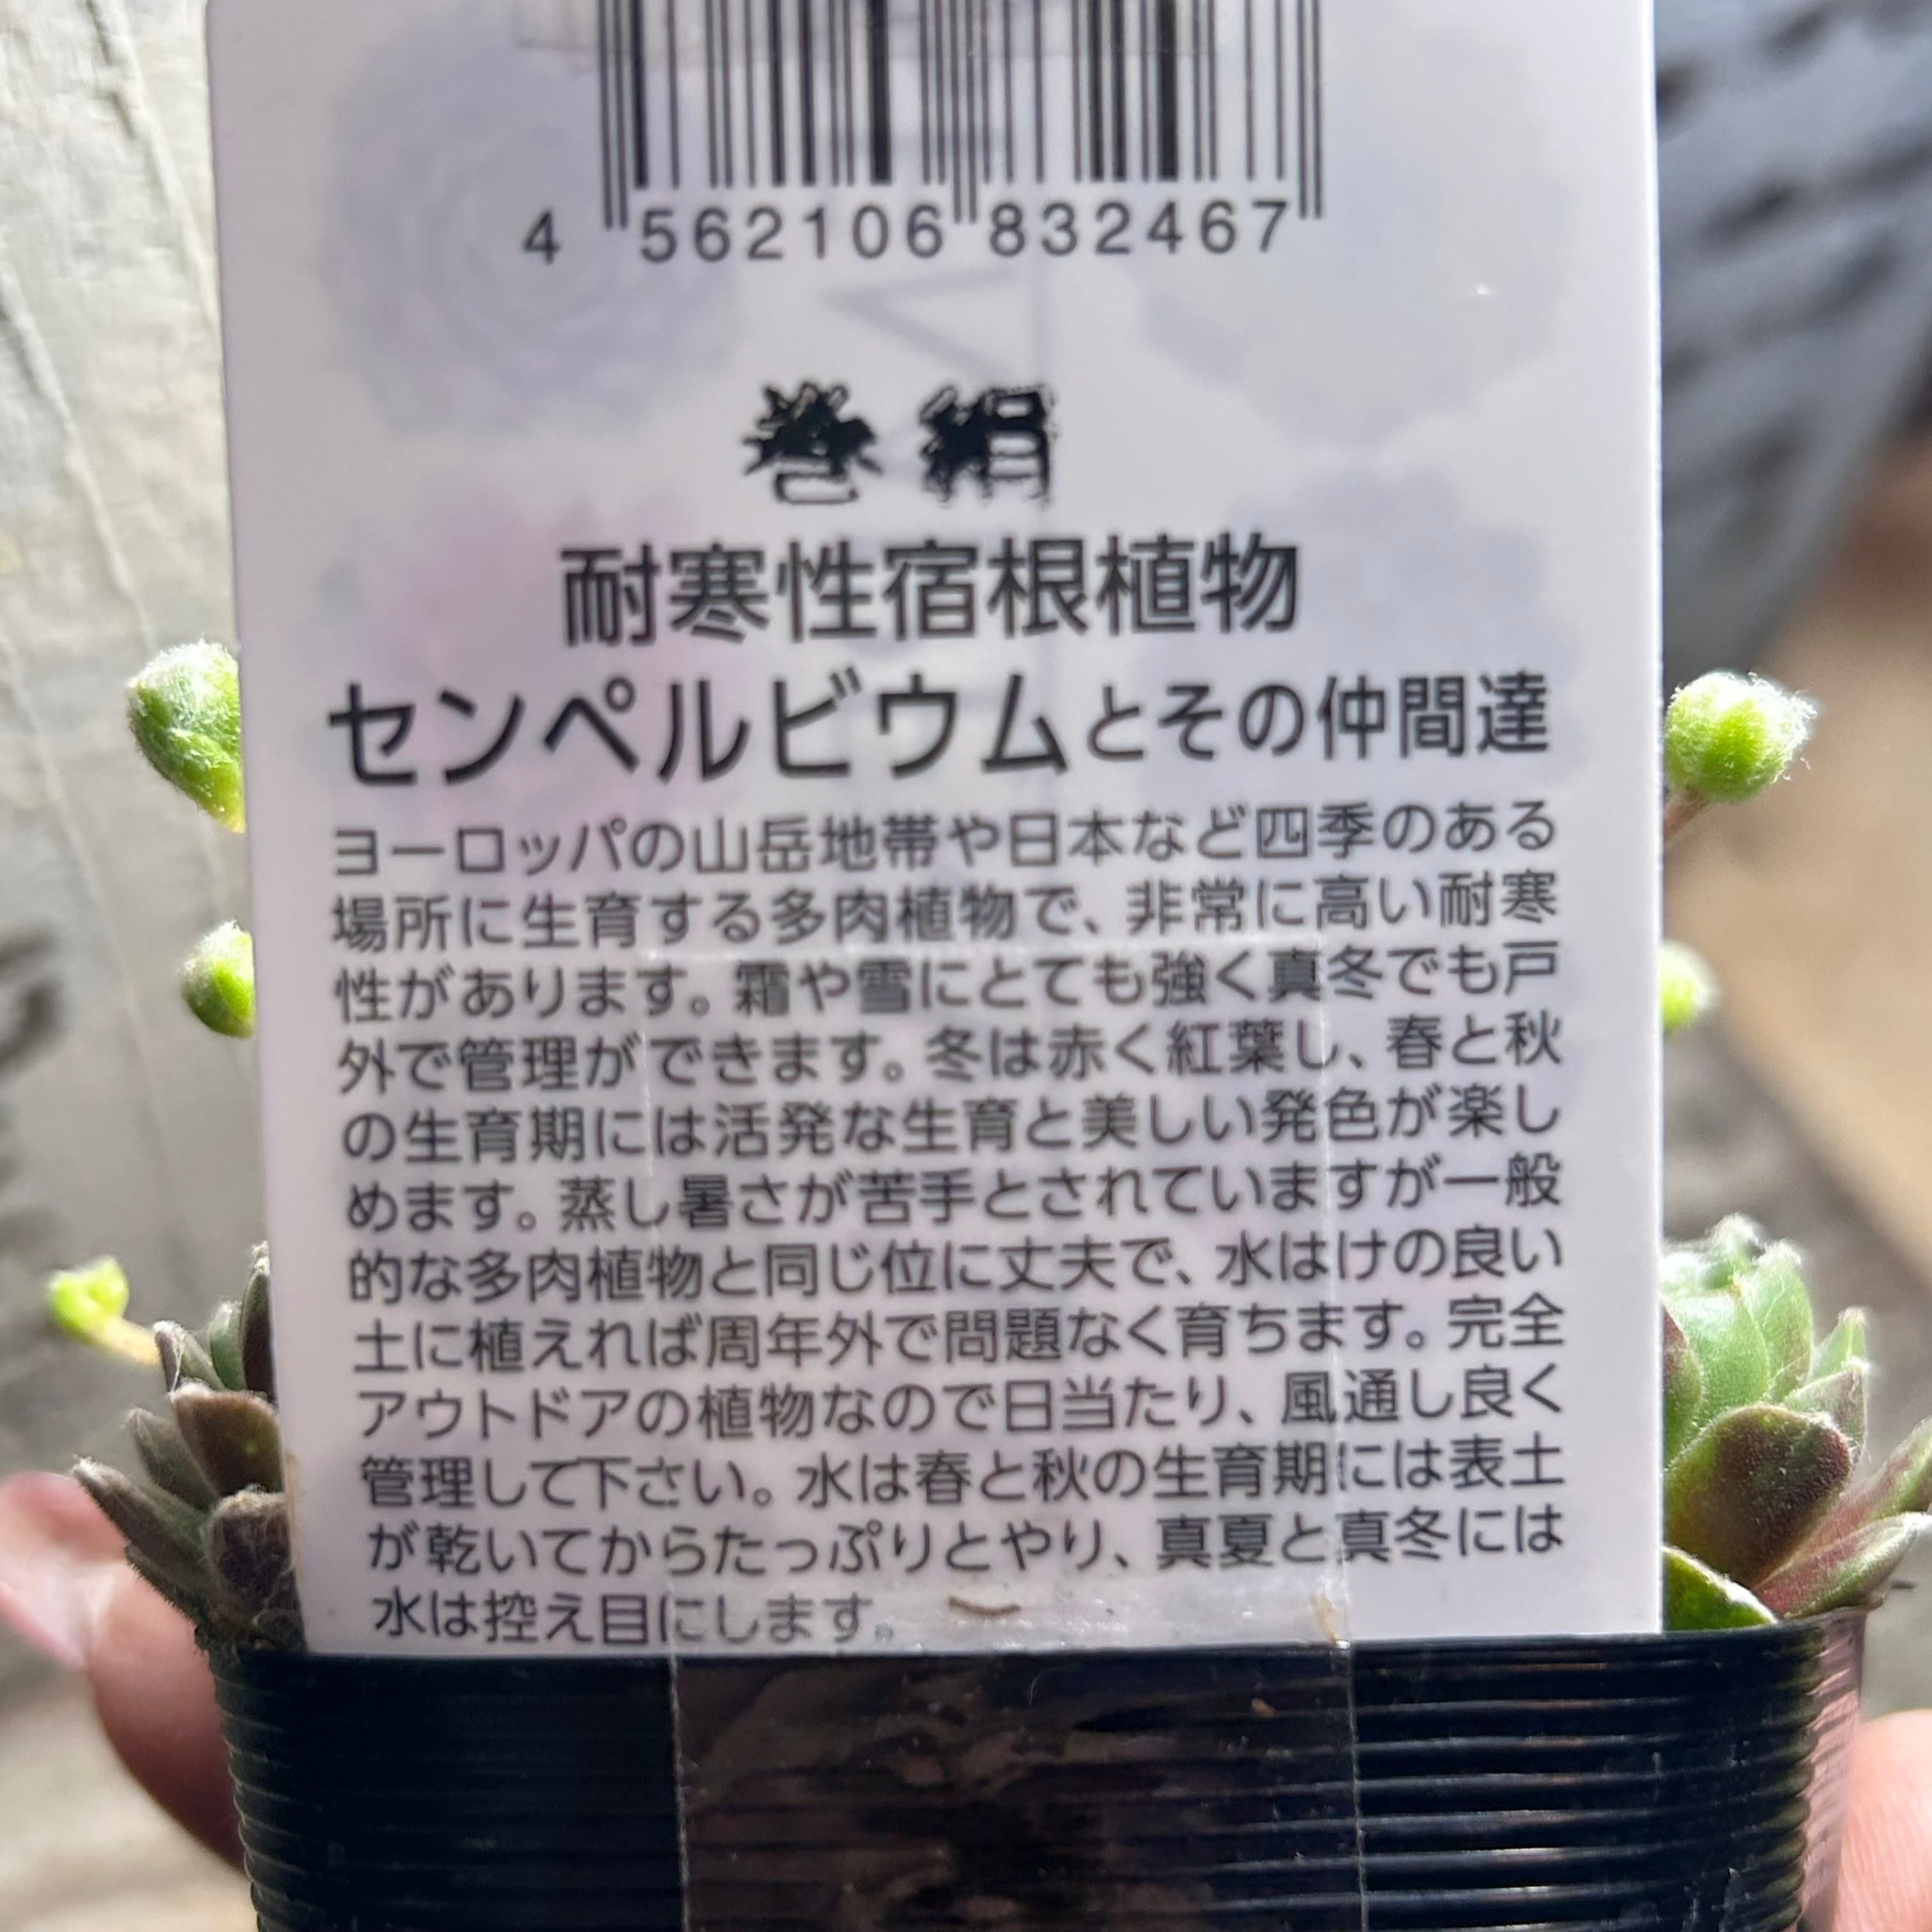 4 562106 832467
巻絹
耐寒性宿根植物
センペルビウムとその仲間達
ヨーロッパの山岳地帯や日本など四季のある
場所に生育する多肉植物で、非常に高い耐寒
性があります。霜や雪にとても強く真冬でも戸
外で管理ができます。冬は赤く紅葉し、春と秋
の生育期には活発な生育と美しい発色が楽し
めます。蒸し暑さが苦手とされていますが一般
的な多肉植物と同じ位に丈夫で、水はけの良い
土に植えれば周年外で問題なく育ちます。完全
アウトドアの植物なので日当たり、風通し良く
管理して下さい。水は春と秋の生育期には表土
が乾いてからたっぷりとやり、真夏と真冬には
水は控え目にします。